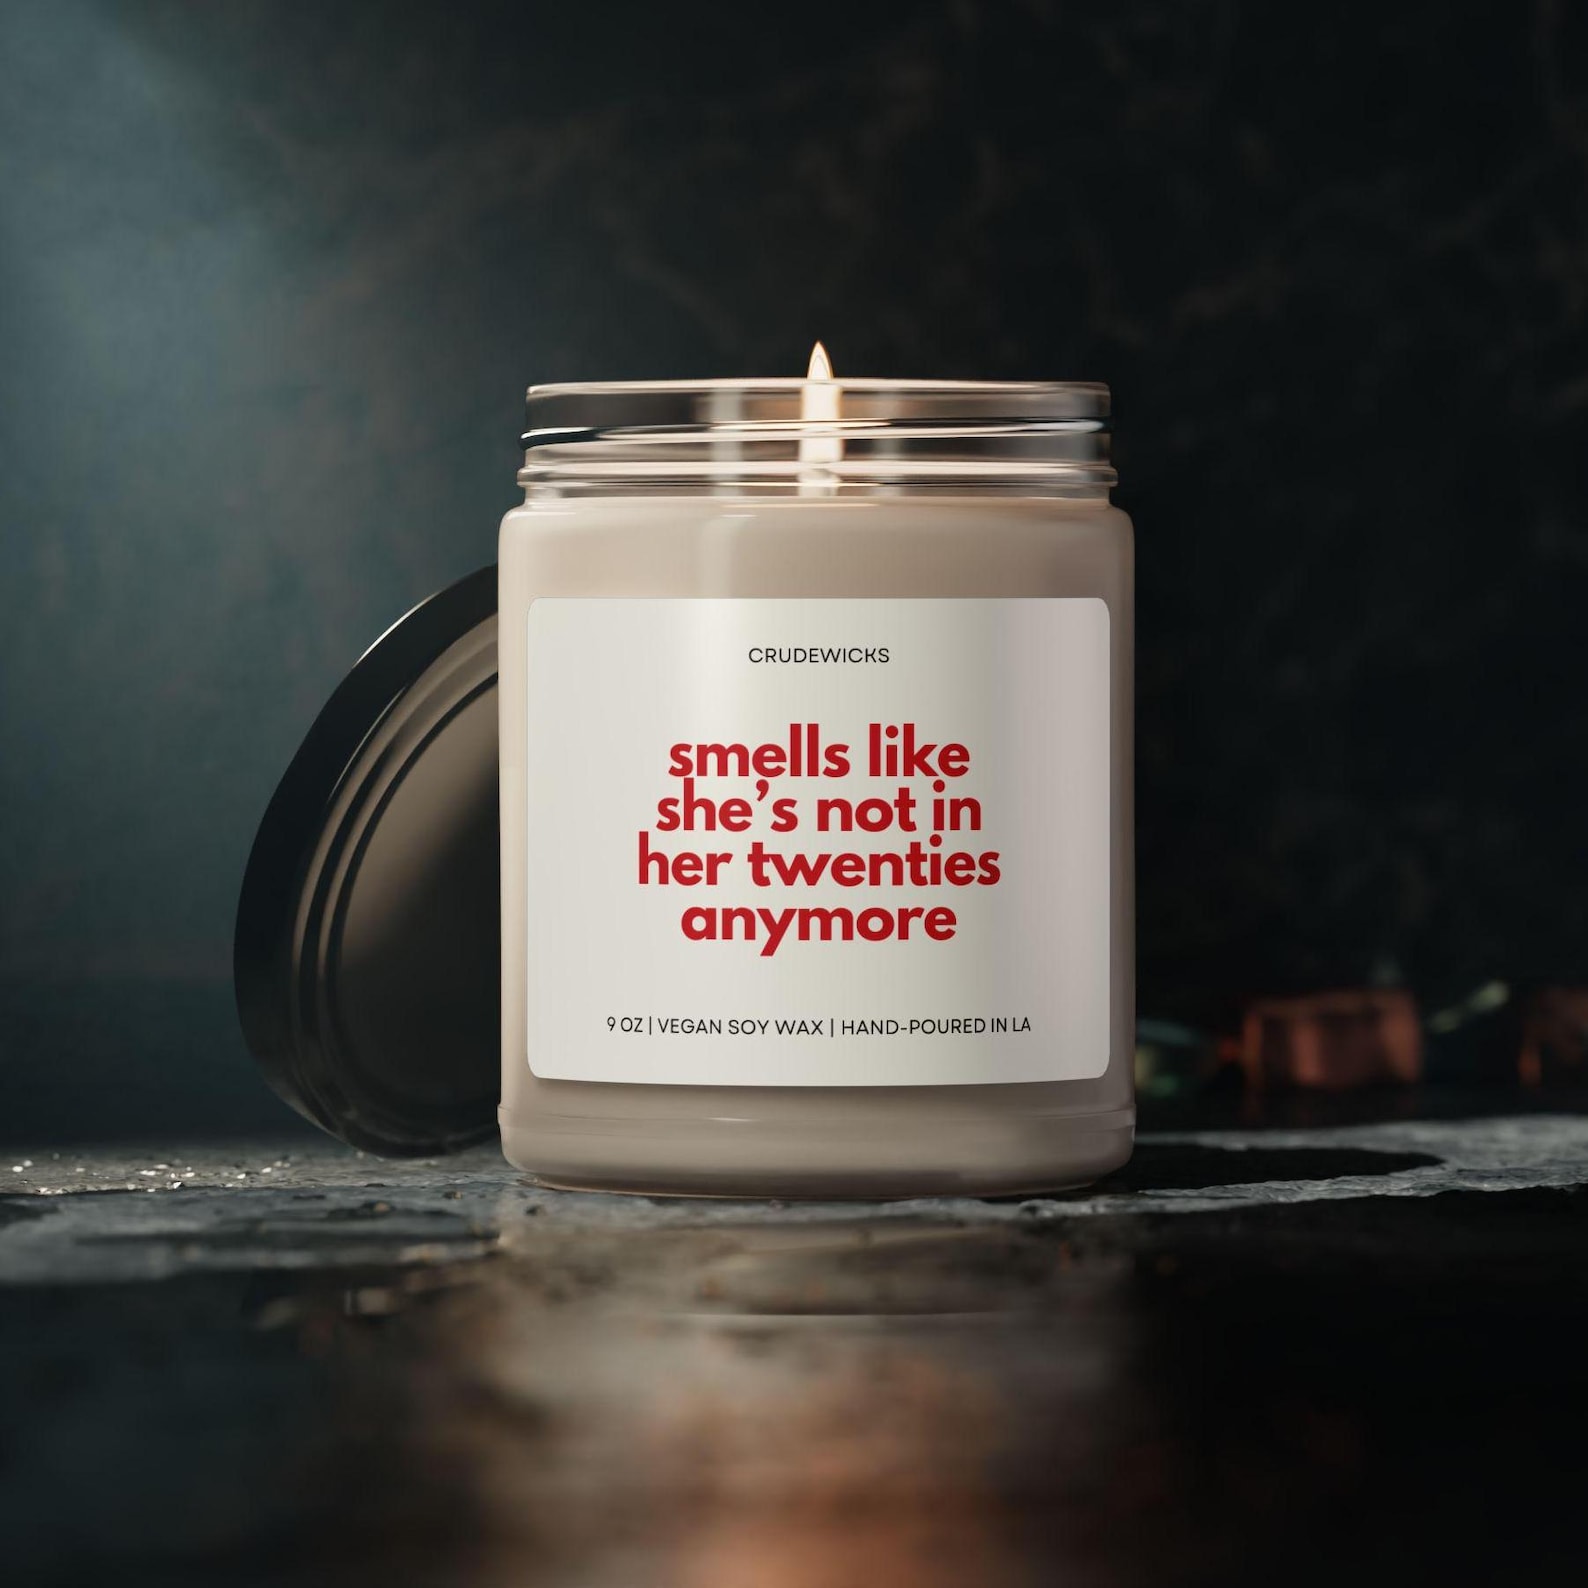 CRUDEWICKS
smells like
she's not in
her twenties
anymore
9 OZ | VEGAN SOY WAX | HAND-POURED IN LA